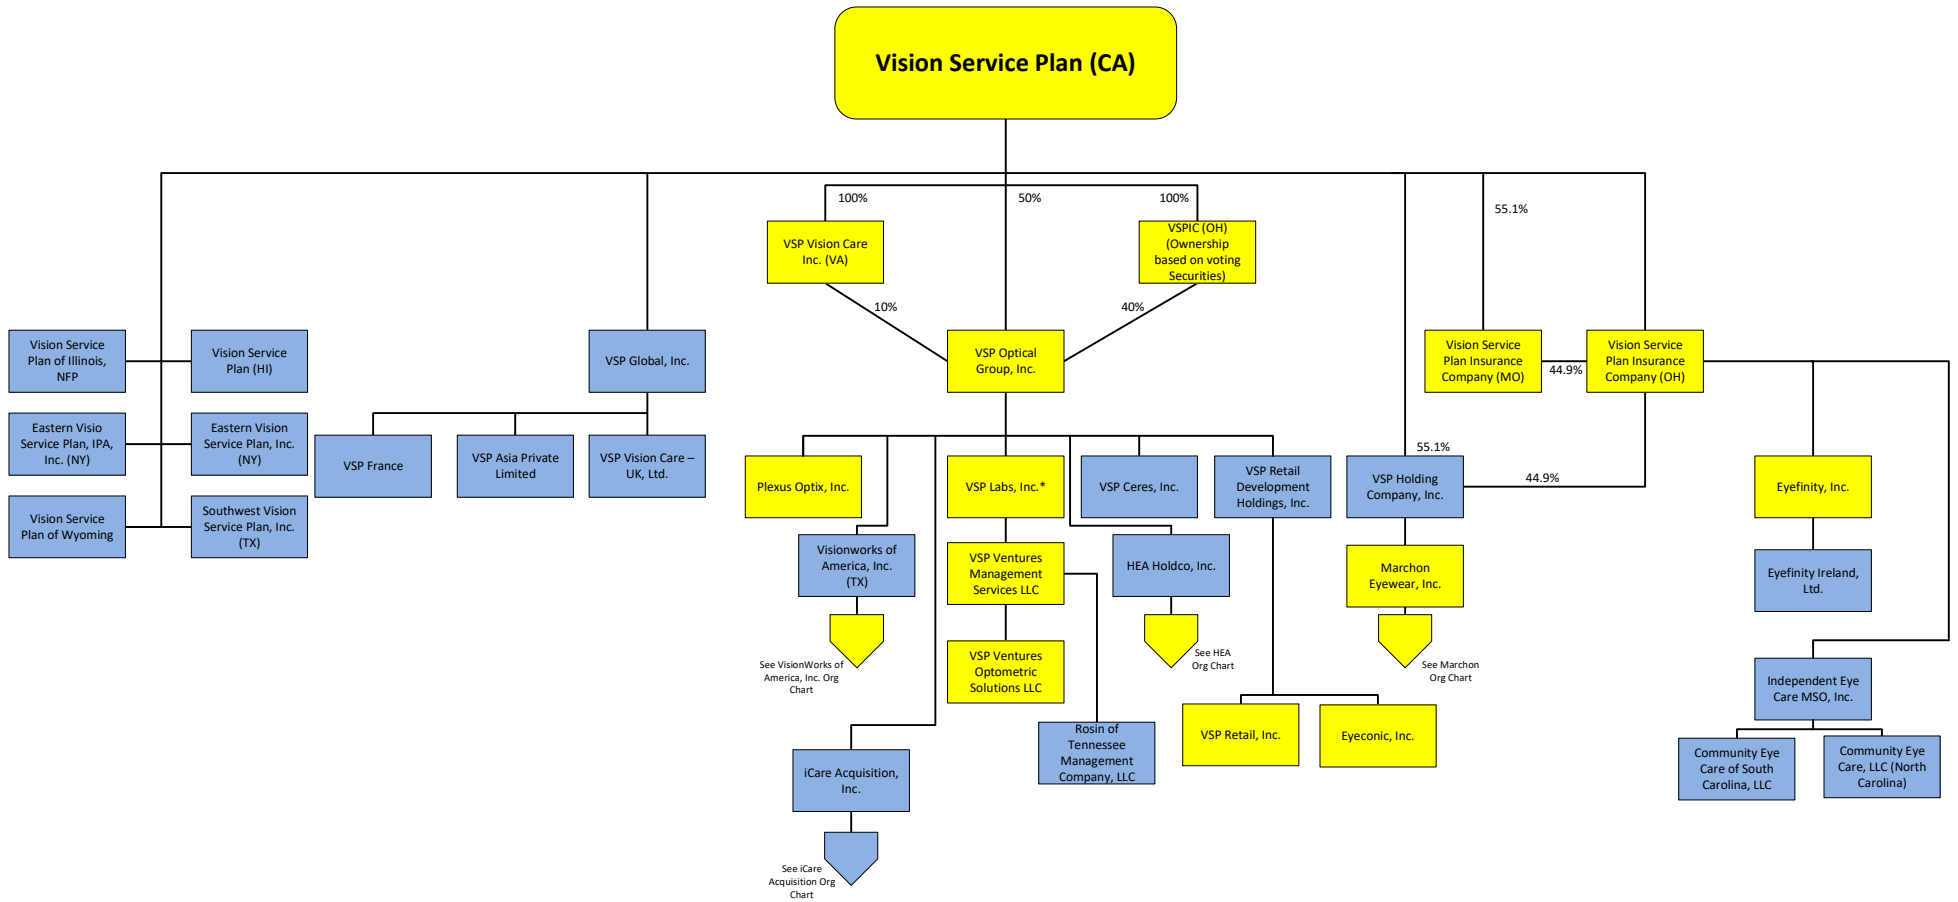 Vision Service Plan (CA)
100%
50%
100%
55.1%
VSP Vision Care
Inc. (VA)
VSPIC (OH)
(Ownership
based on voting
Securities)
10%
40%
Vision Service
Plan of Illinois,
NFP
Vision Service
Plan (HI)
VSP Global, Inc.
VSP Optical
Group, Inc.
Vision Service
Plan Insurance
Company (MO)
44.9%
Vision Service
Plan Insurance
Company (OH)
Eastern Visio
Service Plan, IPA,
Inc. (NY)
Eastern Vision
Service Plan, Inc.
(NY)
VSP France
VSP Asia Private
Limited
VSP Vision Care –
UK, Ltd.
55.1%
Plexus Optix, Inc.
VSP Labs, Inc.*
VSP Ceres, Inc.
VSP Retail
Development
Holdings, Inc.
VSP Holding
Company, Inc.
44.9%
Eyefinity, Inc.
Vision Service
Plan of Wyoming
Southwest Vision
Service Plan, Inc.
(TX)
Visionworks of
America, Inc.
(TX)
VSP Ventures
Management
Services LLC
HEA Holdco, Inc.
Marchon
Eyewear, Inc.
Eyefinity Ireland,
Ltd.
See VisionWorks of
America, Inc. Org
Chart
VSP Ventures
Optometric
Solutions LLC
See HEA
Org Chart
See Marchon
Org Chart
Independent Eye
Care MSO, Inc.
Rosin of
Tennessee
Management
Company, LLC
VSP Retail, Inc.
Eyeconic, Inc.
iCare Acquisition,
Inc.
Community Eye
Care of South
Carolina, LLC
Community Eye
Care, LLC (North
Carolina)
See iCare
Acquisition Org
Chart